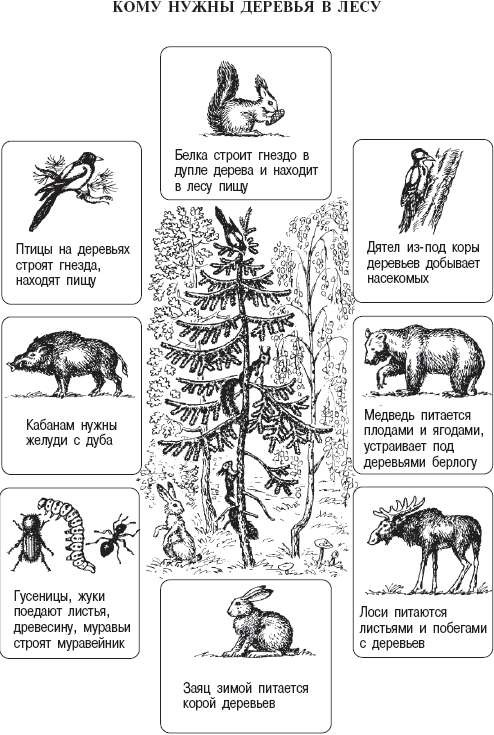 КОМУ НУЖНЫ ДЕРЕВЬЯ В ЛЕСУ
Белка строит гнездо в
дупле дерева и находит
в лесу пищу
Птицы на деревьях
строят гнезда,
находят пищу
Дятел из-под коры
деревьев добывает
насекомых
Кабанам нужны
желуди с дуба
Медведь питается
плодами и ягодами,
устраивает под
деревьями берлогу
Гусеницы, жуки
поедают листья,
древесину, муравьи
строят муравейник
Лоси питаются
листьями и побегами
с деревьев
Заяц зимой питается
корой деревьев